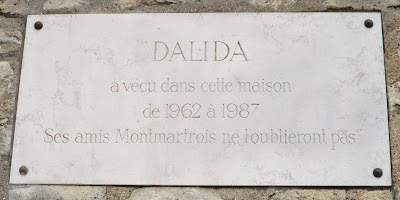 DALIDA
a vécu dans cette maison
de 1962 à 1987
"Ses amis Montmartrois ne l'oublieront pas"